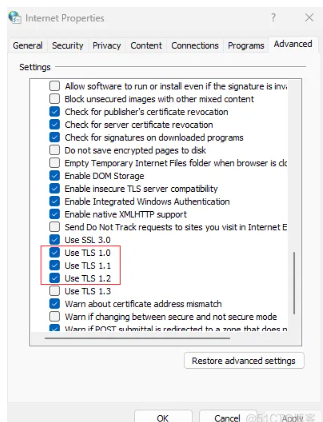 Internet Properties
?
General Security Privacy Content Connections Programs Advanced
Settings
Allow software to run or install even if the signature is inva
Block unsecured images with other mixed content
Check for publisher's certificate revocation
Check for server certificate revocation
Check for signatures on downloaded programs
Do not save encrypted pages to disk
Empty Temporary Internet Files folder when browser is clo
Enable DOM Storage
Enable insecure TLS server compatibility
Enable Integrated Windows Authentication
Enable native XMLHTTP support
Send Do Not Track requests to sites you visit in Internet E
Use SSL 3.0
Use TLS 1.0
Use TLS 1.1
Use TLS 1.2
Use TLS 1.3
Warn about certificate address mismatch
Warn if changing between secure and not secure mode
Warn if POST submittal is redirected to a zone that does n
Restore advanced settings
OK Cancel Apply